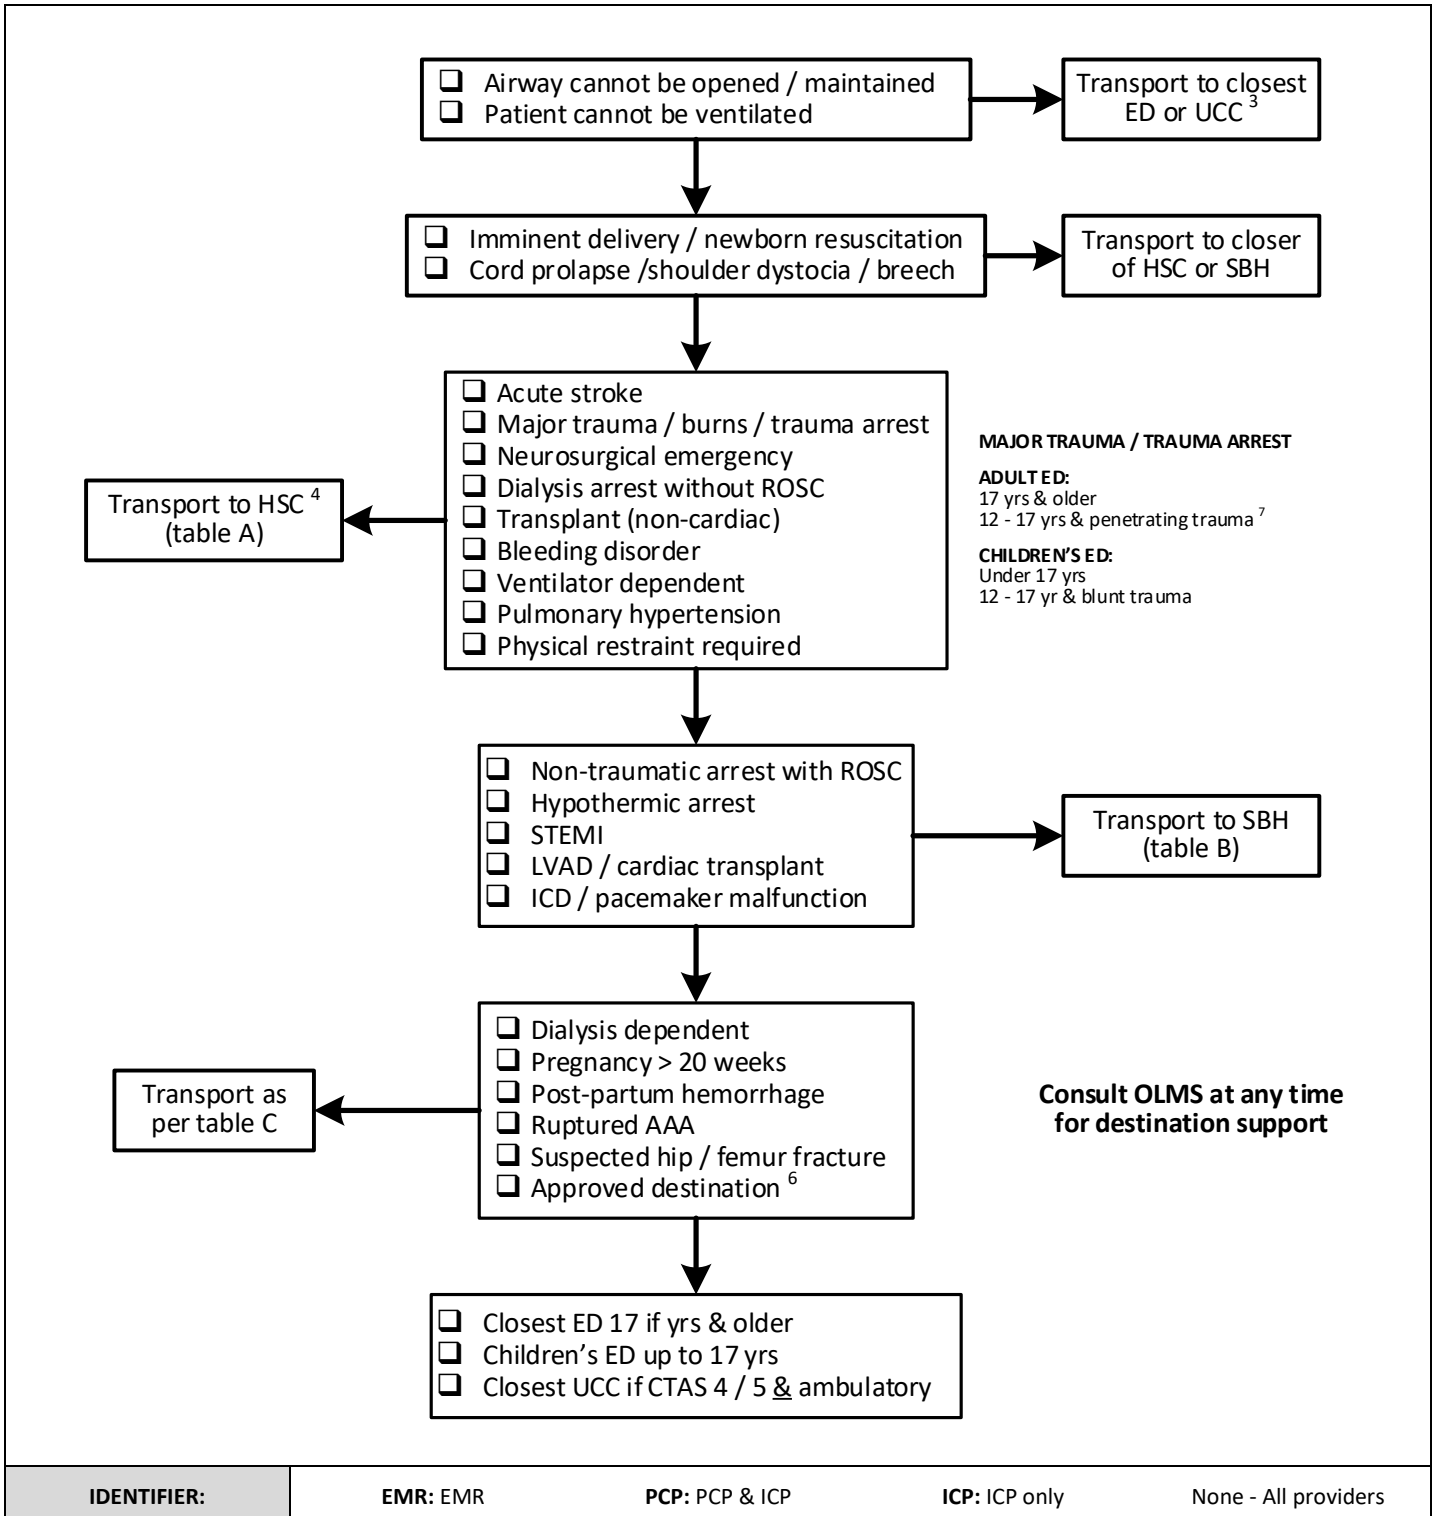 ❑ Airway cannot be opened / maintained
❑ Patient cannot be ventilated
Transport to closest
ED or UCC 3
❑ Imminent delivery / newborn resuscitation
❑ Cord prolapse /shoulder dystocia / breech
Transport to closer
of HSC or SBH
❑ Acute stroke
❑ Major trauma / burns / trauma arrest
❑ Neurosurgical emergency
❑ Dialysis arrest without ROSC
❑ Transplant (non-cardiac)
❑ Bleeding disorder
❑ Ventilator dependent
❑ Pulmonary hypertension
❑ Physical restraint required
Transport to HSC 4
(table A)
MAJOR TRAUMA / TRAUMA ARREST
ADULT ED:
17 yrs & older
12 - 17 yrs & penetrating trauma 7
CHILDREN'S ED:
Under 17 yrs
12 - 17 yr & blunt trauma
❑ Non-traumatic arrest with ROSC
❑ Hypothermic arrest
❑ STEMI
❑ LVAD / cardiac transplant
❑ ICD / pacemaker malfunction
Transport to SBH
(table B)
❑ Dialysis dependent
❑ Pregnancy > 20 weeks
❑ Post-partum hemorrhage
❑ Ruptured AAA
❑ Suspected hip / femur fracture
❑ Approved destination 6
Transport as
per table C
Consult OLMS at any time
for destination support
❑ Closest ED 17 if yrs & older
❑ Children's ED up to 17 yrs
❑ Closest UCC if CTAS 4 / 5 & ambulatory
IDENTIFIER: EMR: EMR PCP: PCP & ICP ICP: ICP only None - All providers